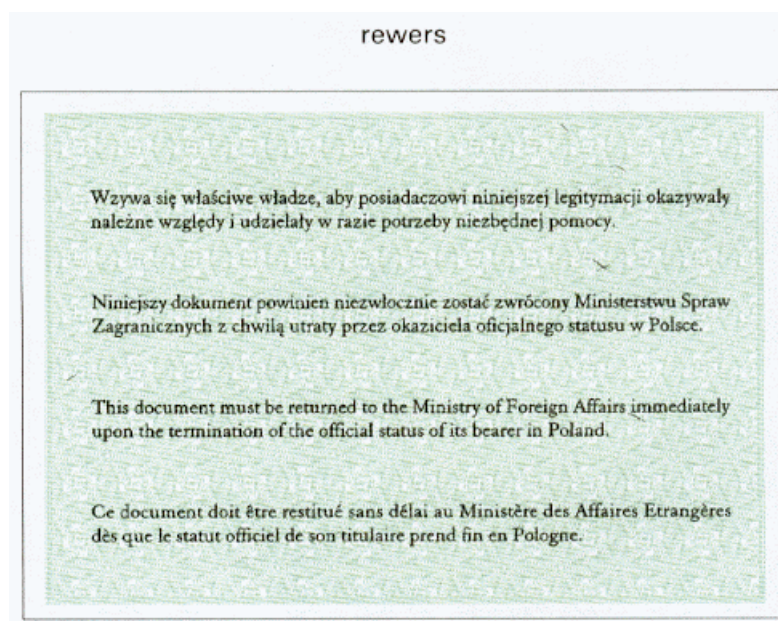 rewers
Wzywa się właściwe władze, aby posiadaczowi niniejszej legitymacji okazywały
należne względy i udzielały w razie potrzeby niezbędnej pomocy.
Niniejszy dokument powinien niezwłocznie zostać zwrócony Ministerstwu Spraw
Zagranicznych z chwilą utraty przez okaziciela oficjalnego statusu w Polsce.
This document must be returned to the Ministry of Foreign Affairs immediately
upon the termination of the official status of its bearer in Poland.
Ce document doit être restitué sans délai au Ministère des Affaires Etrangères
dès que le statut officiel de son titulaire prend fin en Pologne.